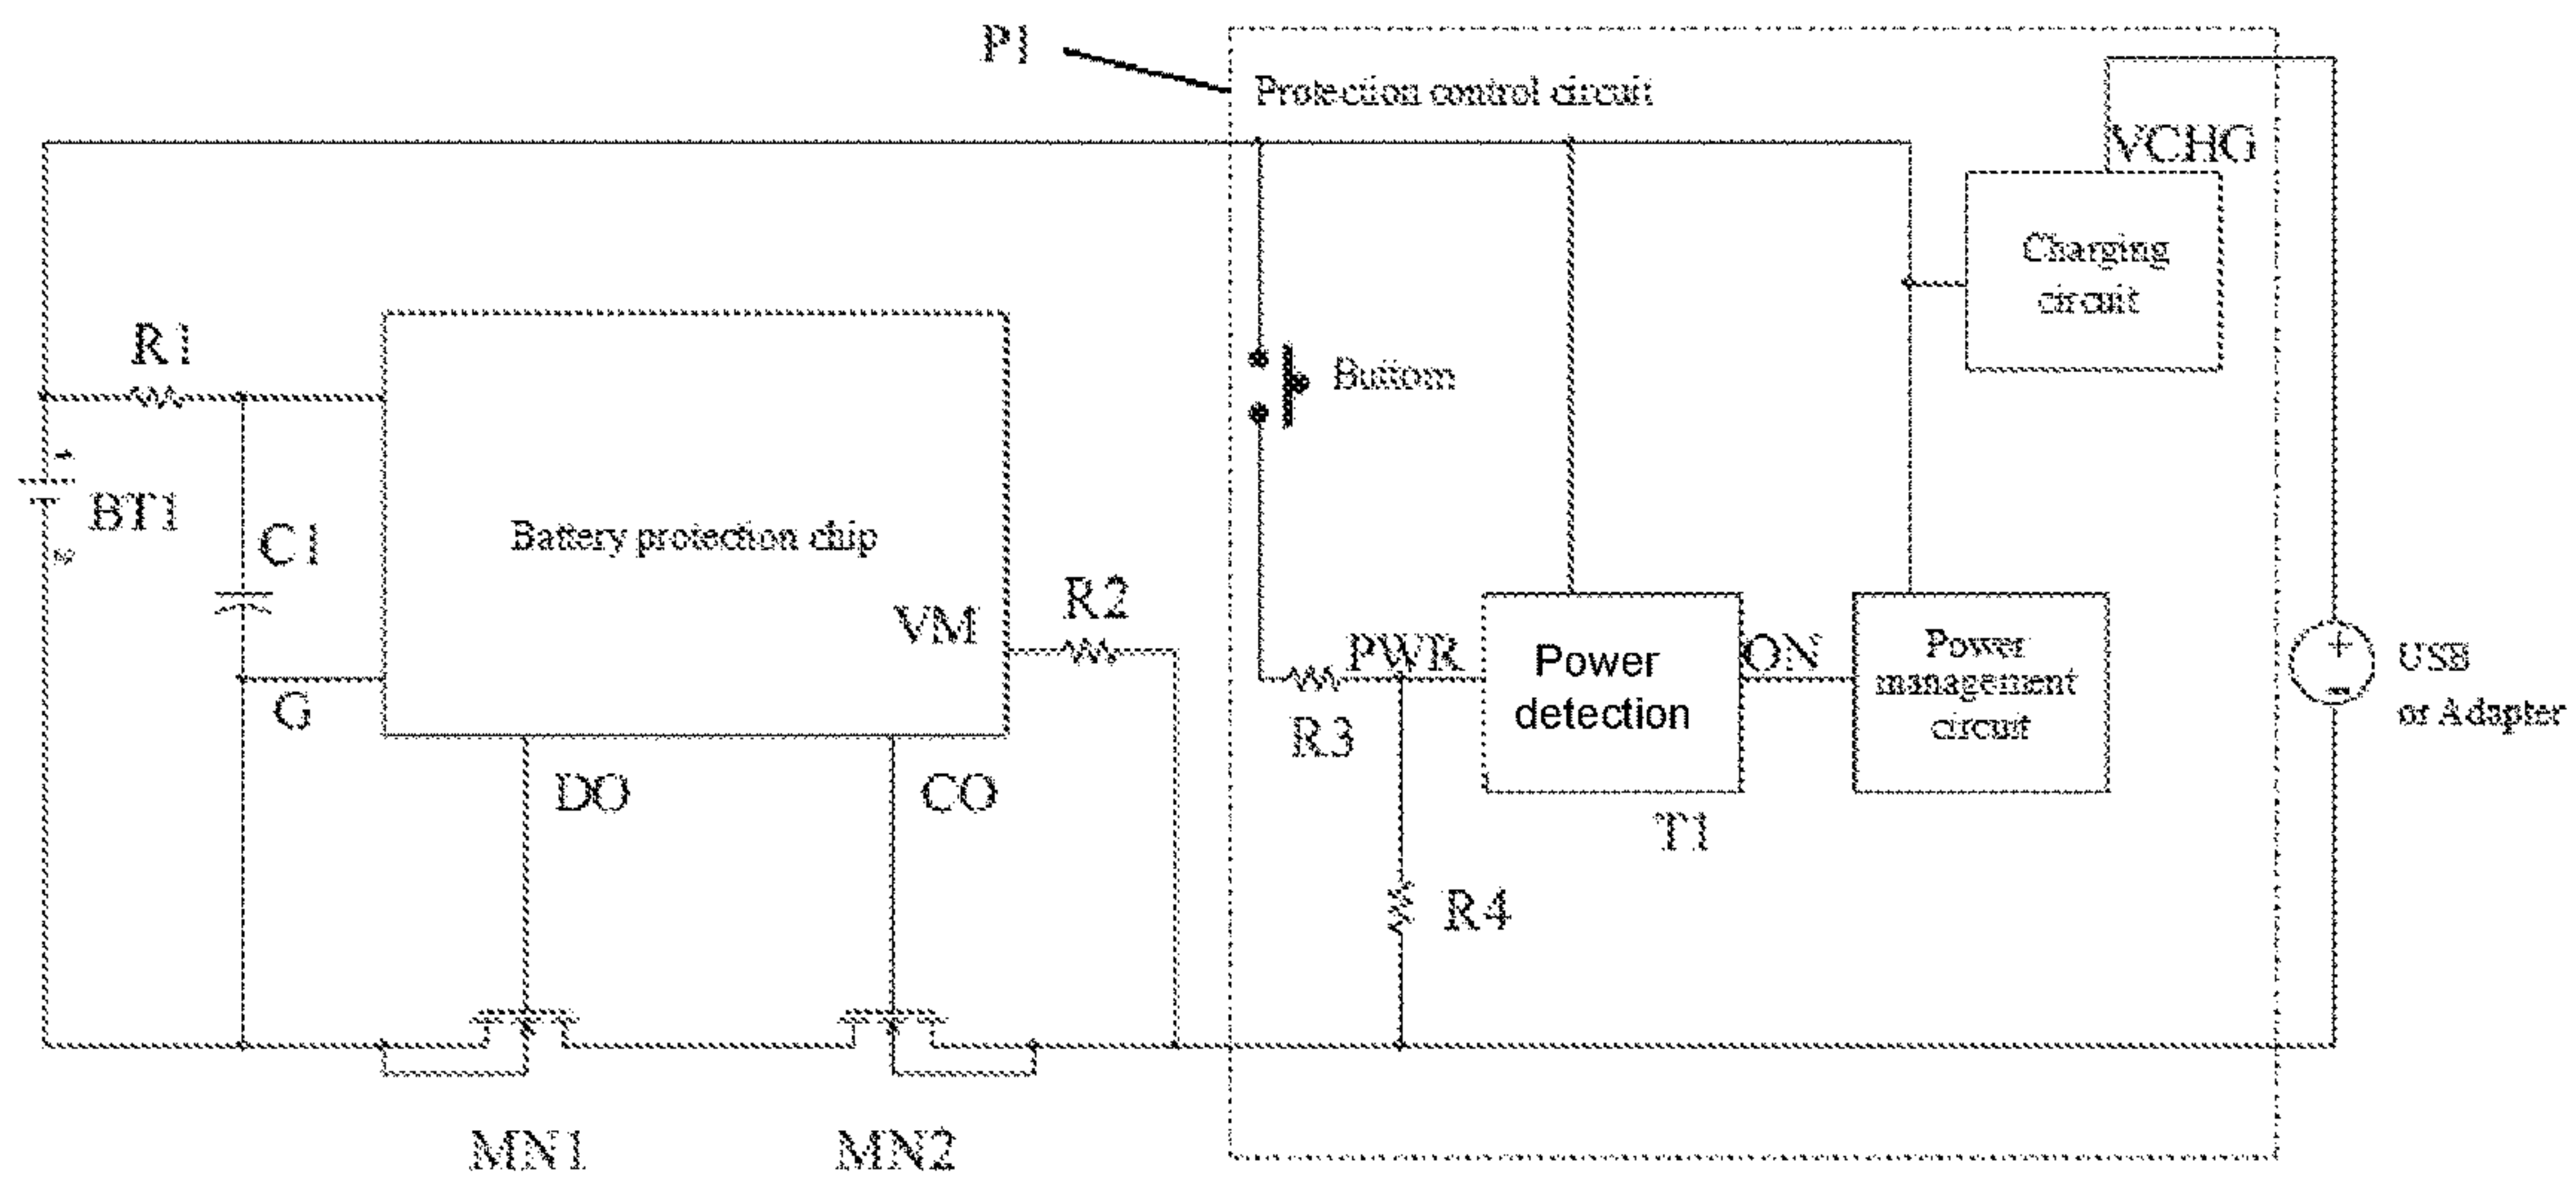 P1
Protection control circuit
VCHG
Charging
circuit
R1
Buttom
BT1
C1
Battery protection chip
VM
R2
PWR
ON
Power
detection
Power
management
circuit
USB
or Adapter
G
R3
DO
CO
T1
R4
MN1
MN2